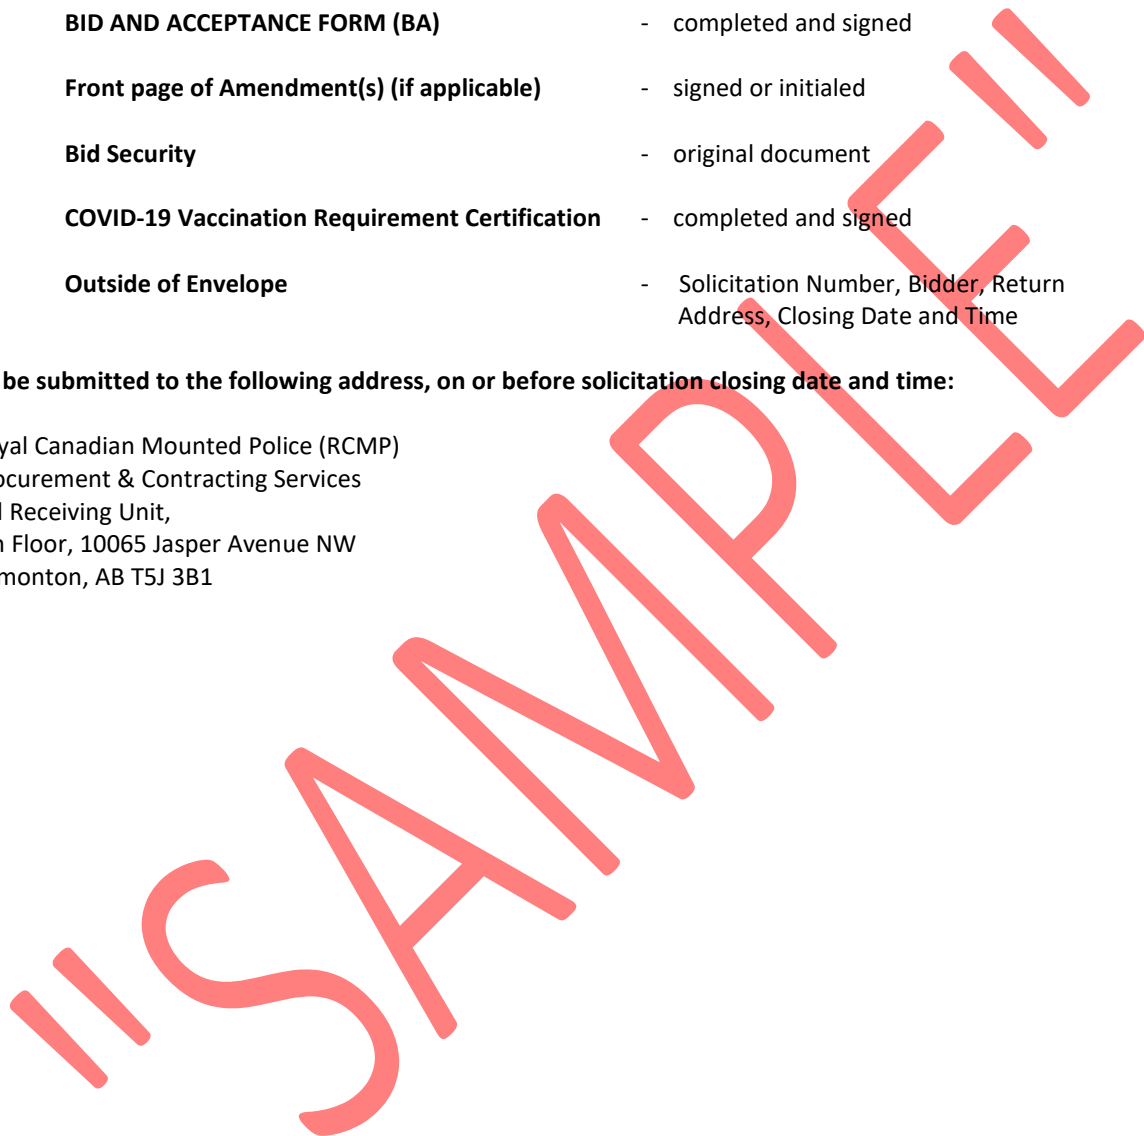 BID AND ACCEPTANCE FORM (BA) - completed and signed
Front page of Amendment(s) (if applicable) - signed or initialed
Bid Security - original document
COVID-19 Vaccination Requirement Certification - completed and signed
Outside of Envelope - Solicitation Number, Bidder, Return
Address, Closing Date and Time
be submitted to the following address, on or before solicitation closing date and time:
yal Canadian Mounted Police (RCMP)
ocurement & Contracting Services
Receiving Unit,
Floor, 10065 Jasper Avenue NW
monton, AB T5J 3B1
"SAMPLE"